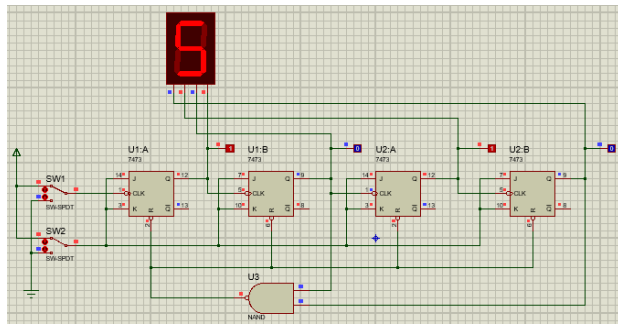 5
U1:A
7473
U1:B
7473
U2:A
7473
U2:B
7473
1
0
1
0
SW1
SW-SPDT
SW2
SW-SPDT
14 J Q 12
1 CLK
3 K R Q 13
2
7 J Q 9
5 CLK
10 K R Q 8
6
14 J Q 12
1 CLK
3 K R Q 13
2
7 J Q 9
5 CLK
10 K R Q 8
6
U3
NAND